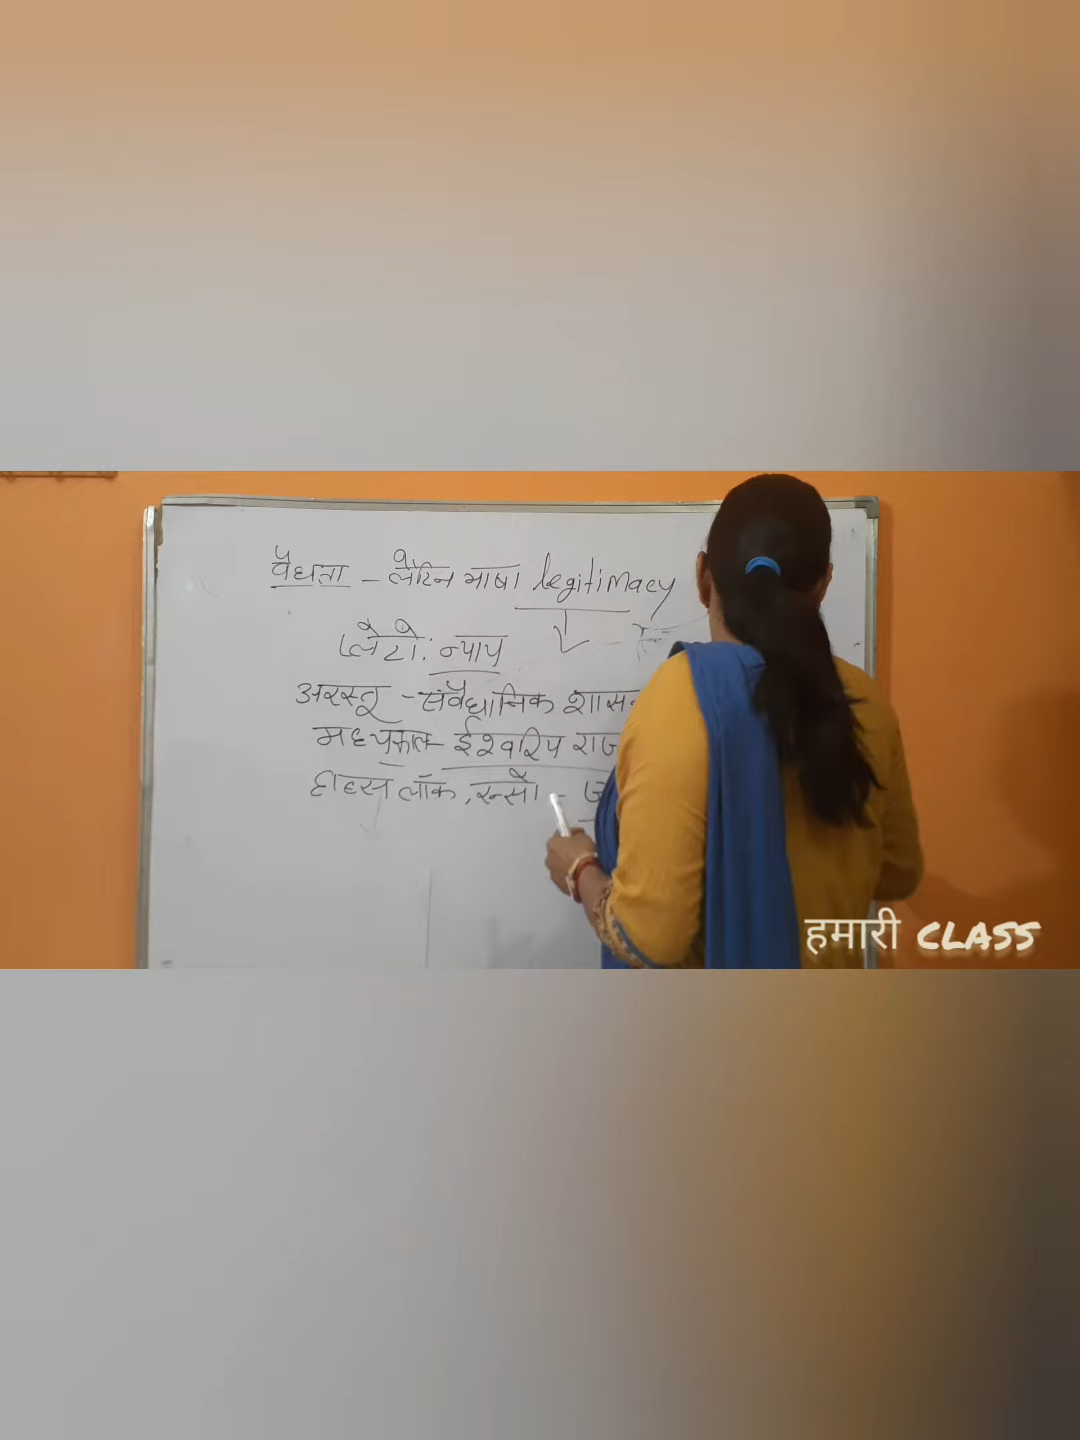 वैधता - लैटिन भाषा legitimacy
प्लेटो: न्याय
अरस्तू - संवैधानिक शासन
मध्यकाल - ईश्वरिय
हाब्स लॉक, रूसो -
हमारी CLASS